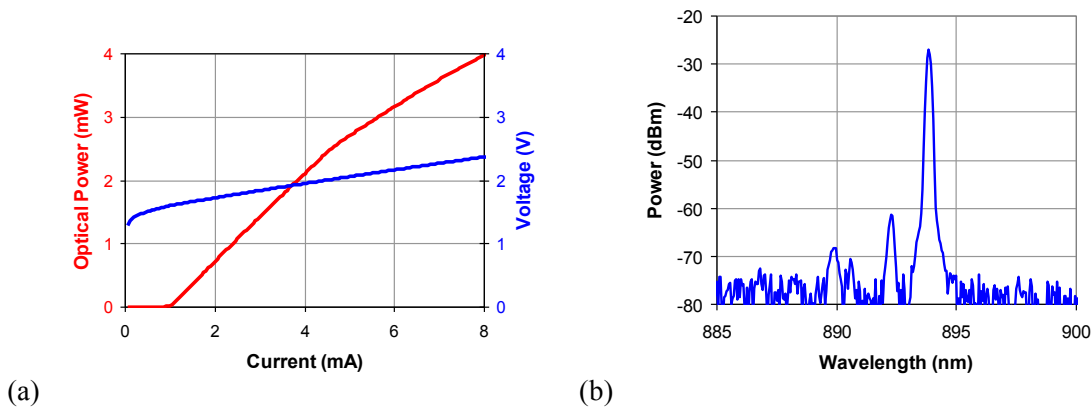 Optical Power (mW)
4
3
2
1
0
0 2 4 6 8
Current (mA)
4
3
2
1
0
Voltage (V)
(a)
Power (dBm)
-20
-30
-40
-50
-60
-70
-80
885 890 895 900
Wavelength (nm)
(b)